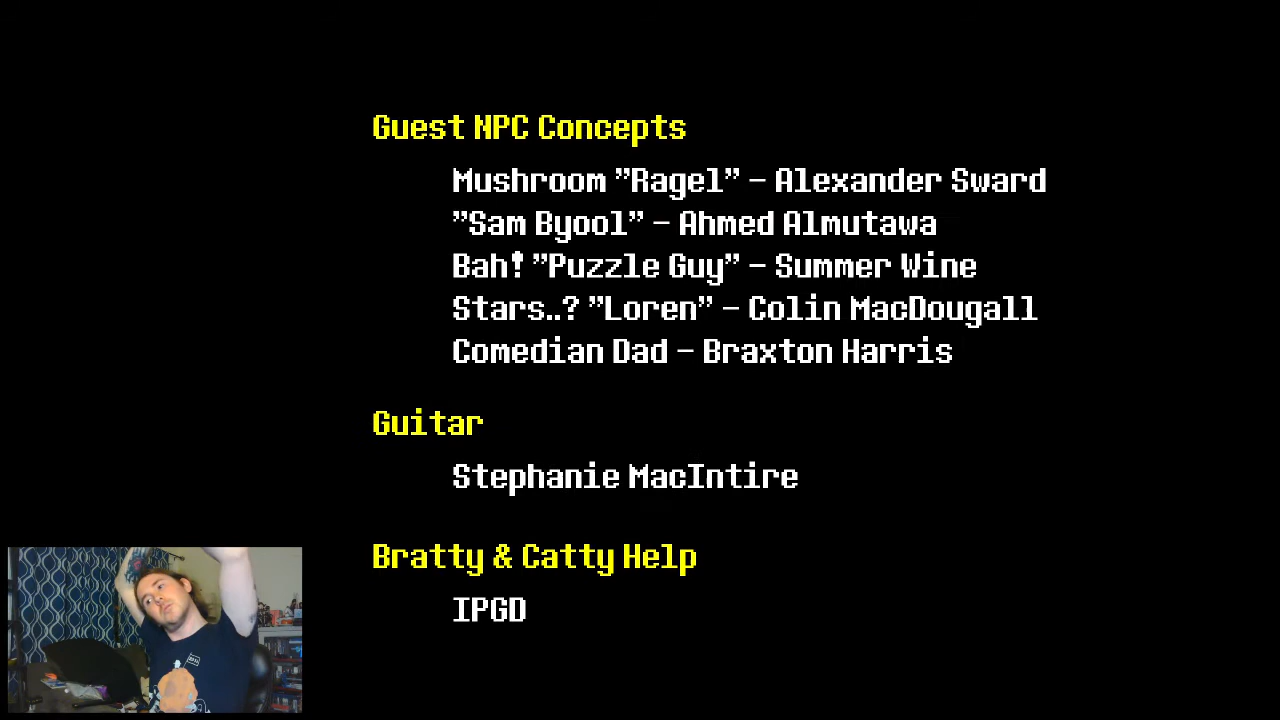 Guest NPC Concepts
Mushroom "Ragel" - Alexander Sward
"Sam Byool" - Ahmed Almutawa
Bah! "Puzzle Guy" - Summer Wine
Stars..? "Loren" - Colin MacDougall
Comedian Dad - Braxton Harris
Guitar
Stephanie MacIntire
Bratty & Catty Help
IPGD